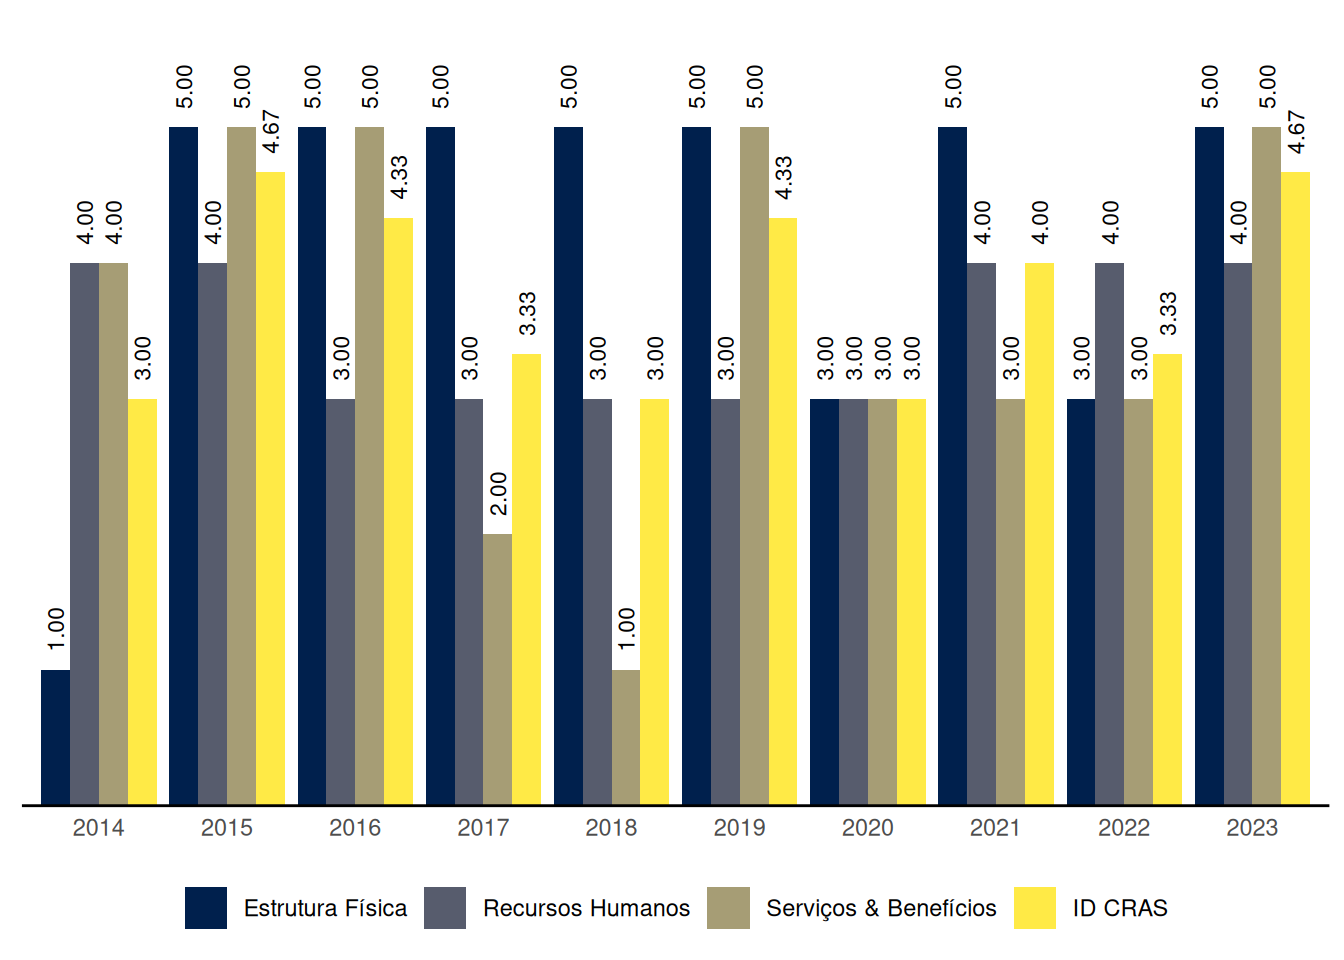 5.00 5.00 5.00 5.00 5.00 5.00 5.00 5.00 5.00 5.00 5.00
4.67 4.67
4.33 4.33
4.00 4.00 4.00 4.00 4.00 4.00 4.00
3.33 3.33
3.00 3.00 3.00 3.00 3.00 3.00 3.00 3.00 3.00 3.00 3.00 3.00 3.00
2.00
1.00 1.00
2014 2015 2016 2017 2018 2019 2020 2021 2022 2023
Estrutura Física Recursos Humanos Serviços & Benefícios ID CRAS